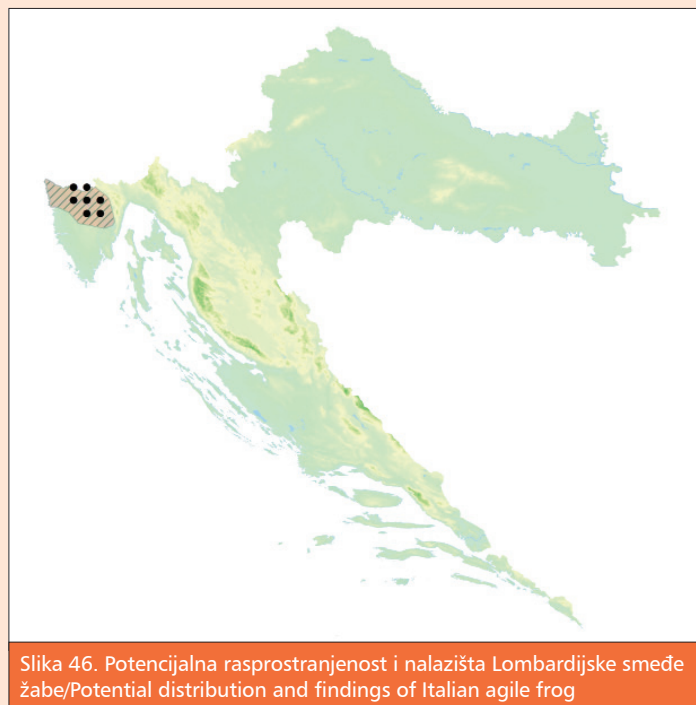 Slika 46. Potencijalna rasprostranjenost i nalazišta Lombardijske smeđe
žabe/Potential distribution and findings of Italian agile frog